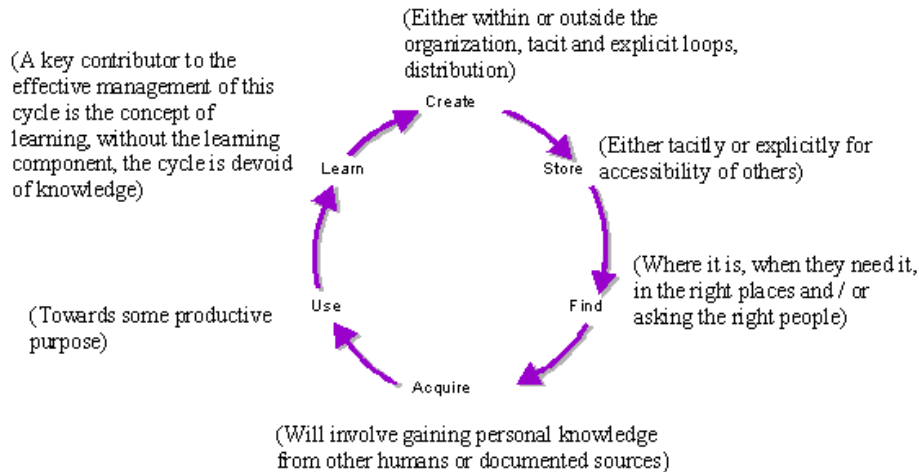 (Either within or outside the
organization, tacit and explicit loops,
distribution)
Create
(Either tacitly or explicitly for
accessibility of others)
Store
(Where it is, when they need it,
in the right places and / or
asking the right people)
Find
Acquire
(Will involve gaining personal knowledge
from other humans or documented sources)
Use
(Towards some productive
purpose)
Learn
(A key contributor to the
effective management of this
cycle is the concept of
learning, without the learning
component, the cycle is devoid
of knowledge)